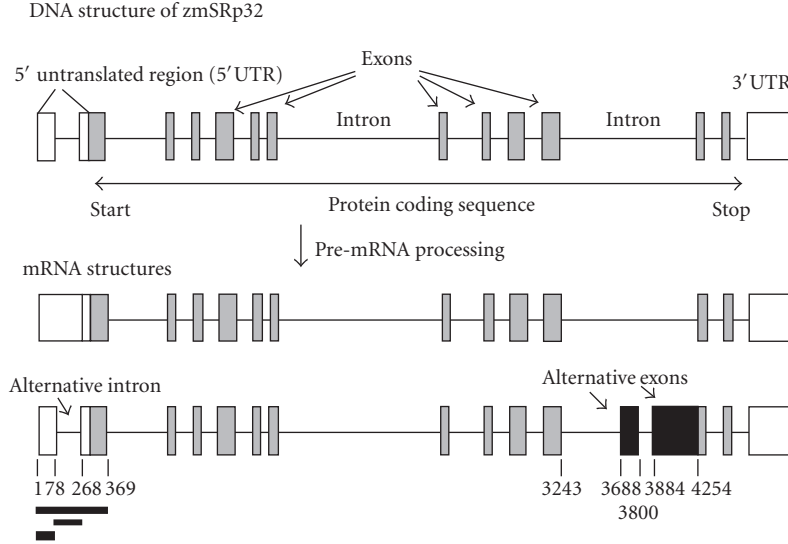 DNA structure of zmSRp32
5′ untranslated region (5′UTR)
Exons
3′UTR
Intron
Intron
Start
Protein coding sequence
Stop
Pre-mRNA processing
mRNA structures
Alternative intron
Alternative exons
178 268 369 3243 3688 3884 4254
3800